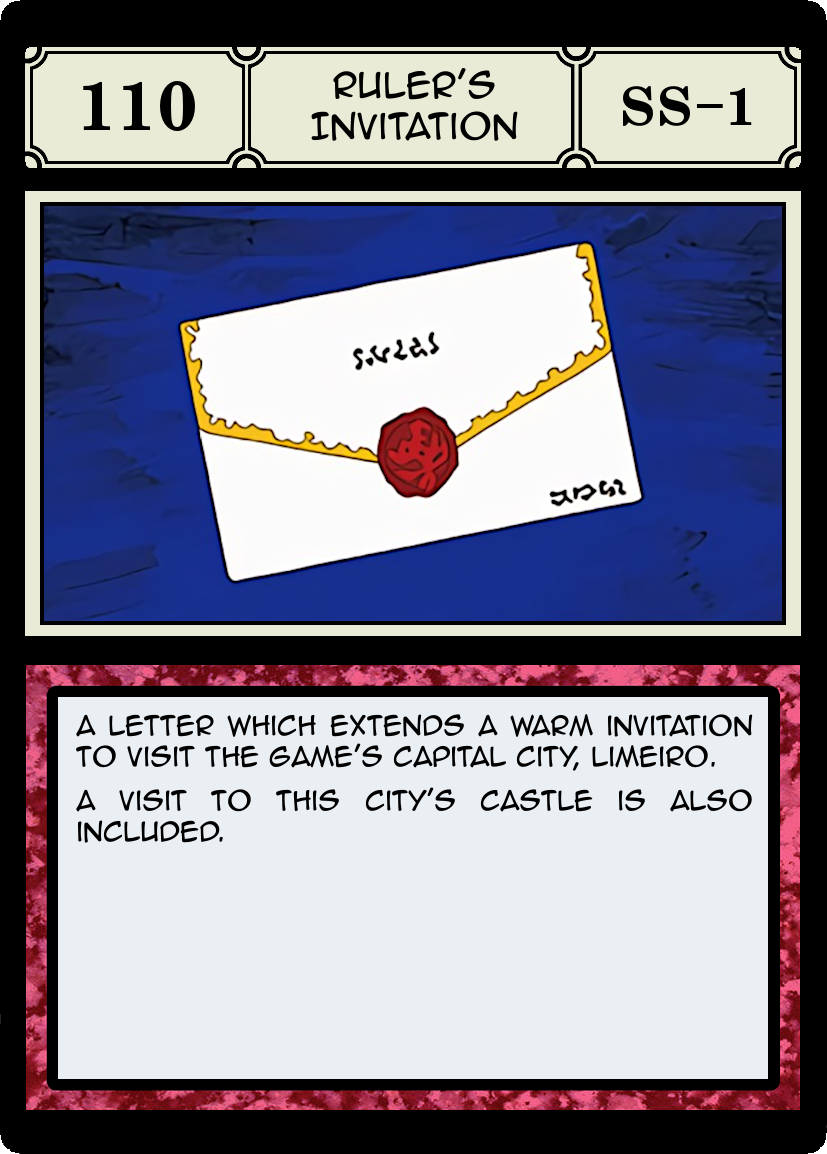 110
RULER'S
INVITATION
SS-1
A LETTER WHICH EXTENDS A WARM INVITATION
TO VISIT THE GAME'S CAPITAL CITY, LIMEIRO.
A VISIT TO THIS CITY'S CASTLE IS ALSO
INCLUDED.